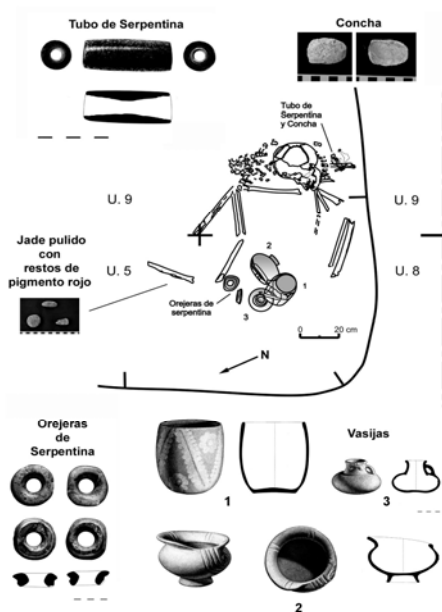 Tubo de Serpentina
Concha
Tubo de
Serpentina
y Concha
U. 9
U. 9
Jade pulido
con
restos de
pigmento rojo
U. 5
U. 8
2
1
Orejeras de
serpentina
3
0 20 cm
N
Orejeras
de
Serpentina
Vasijas
1
3
2